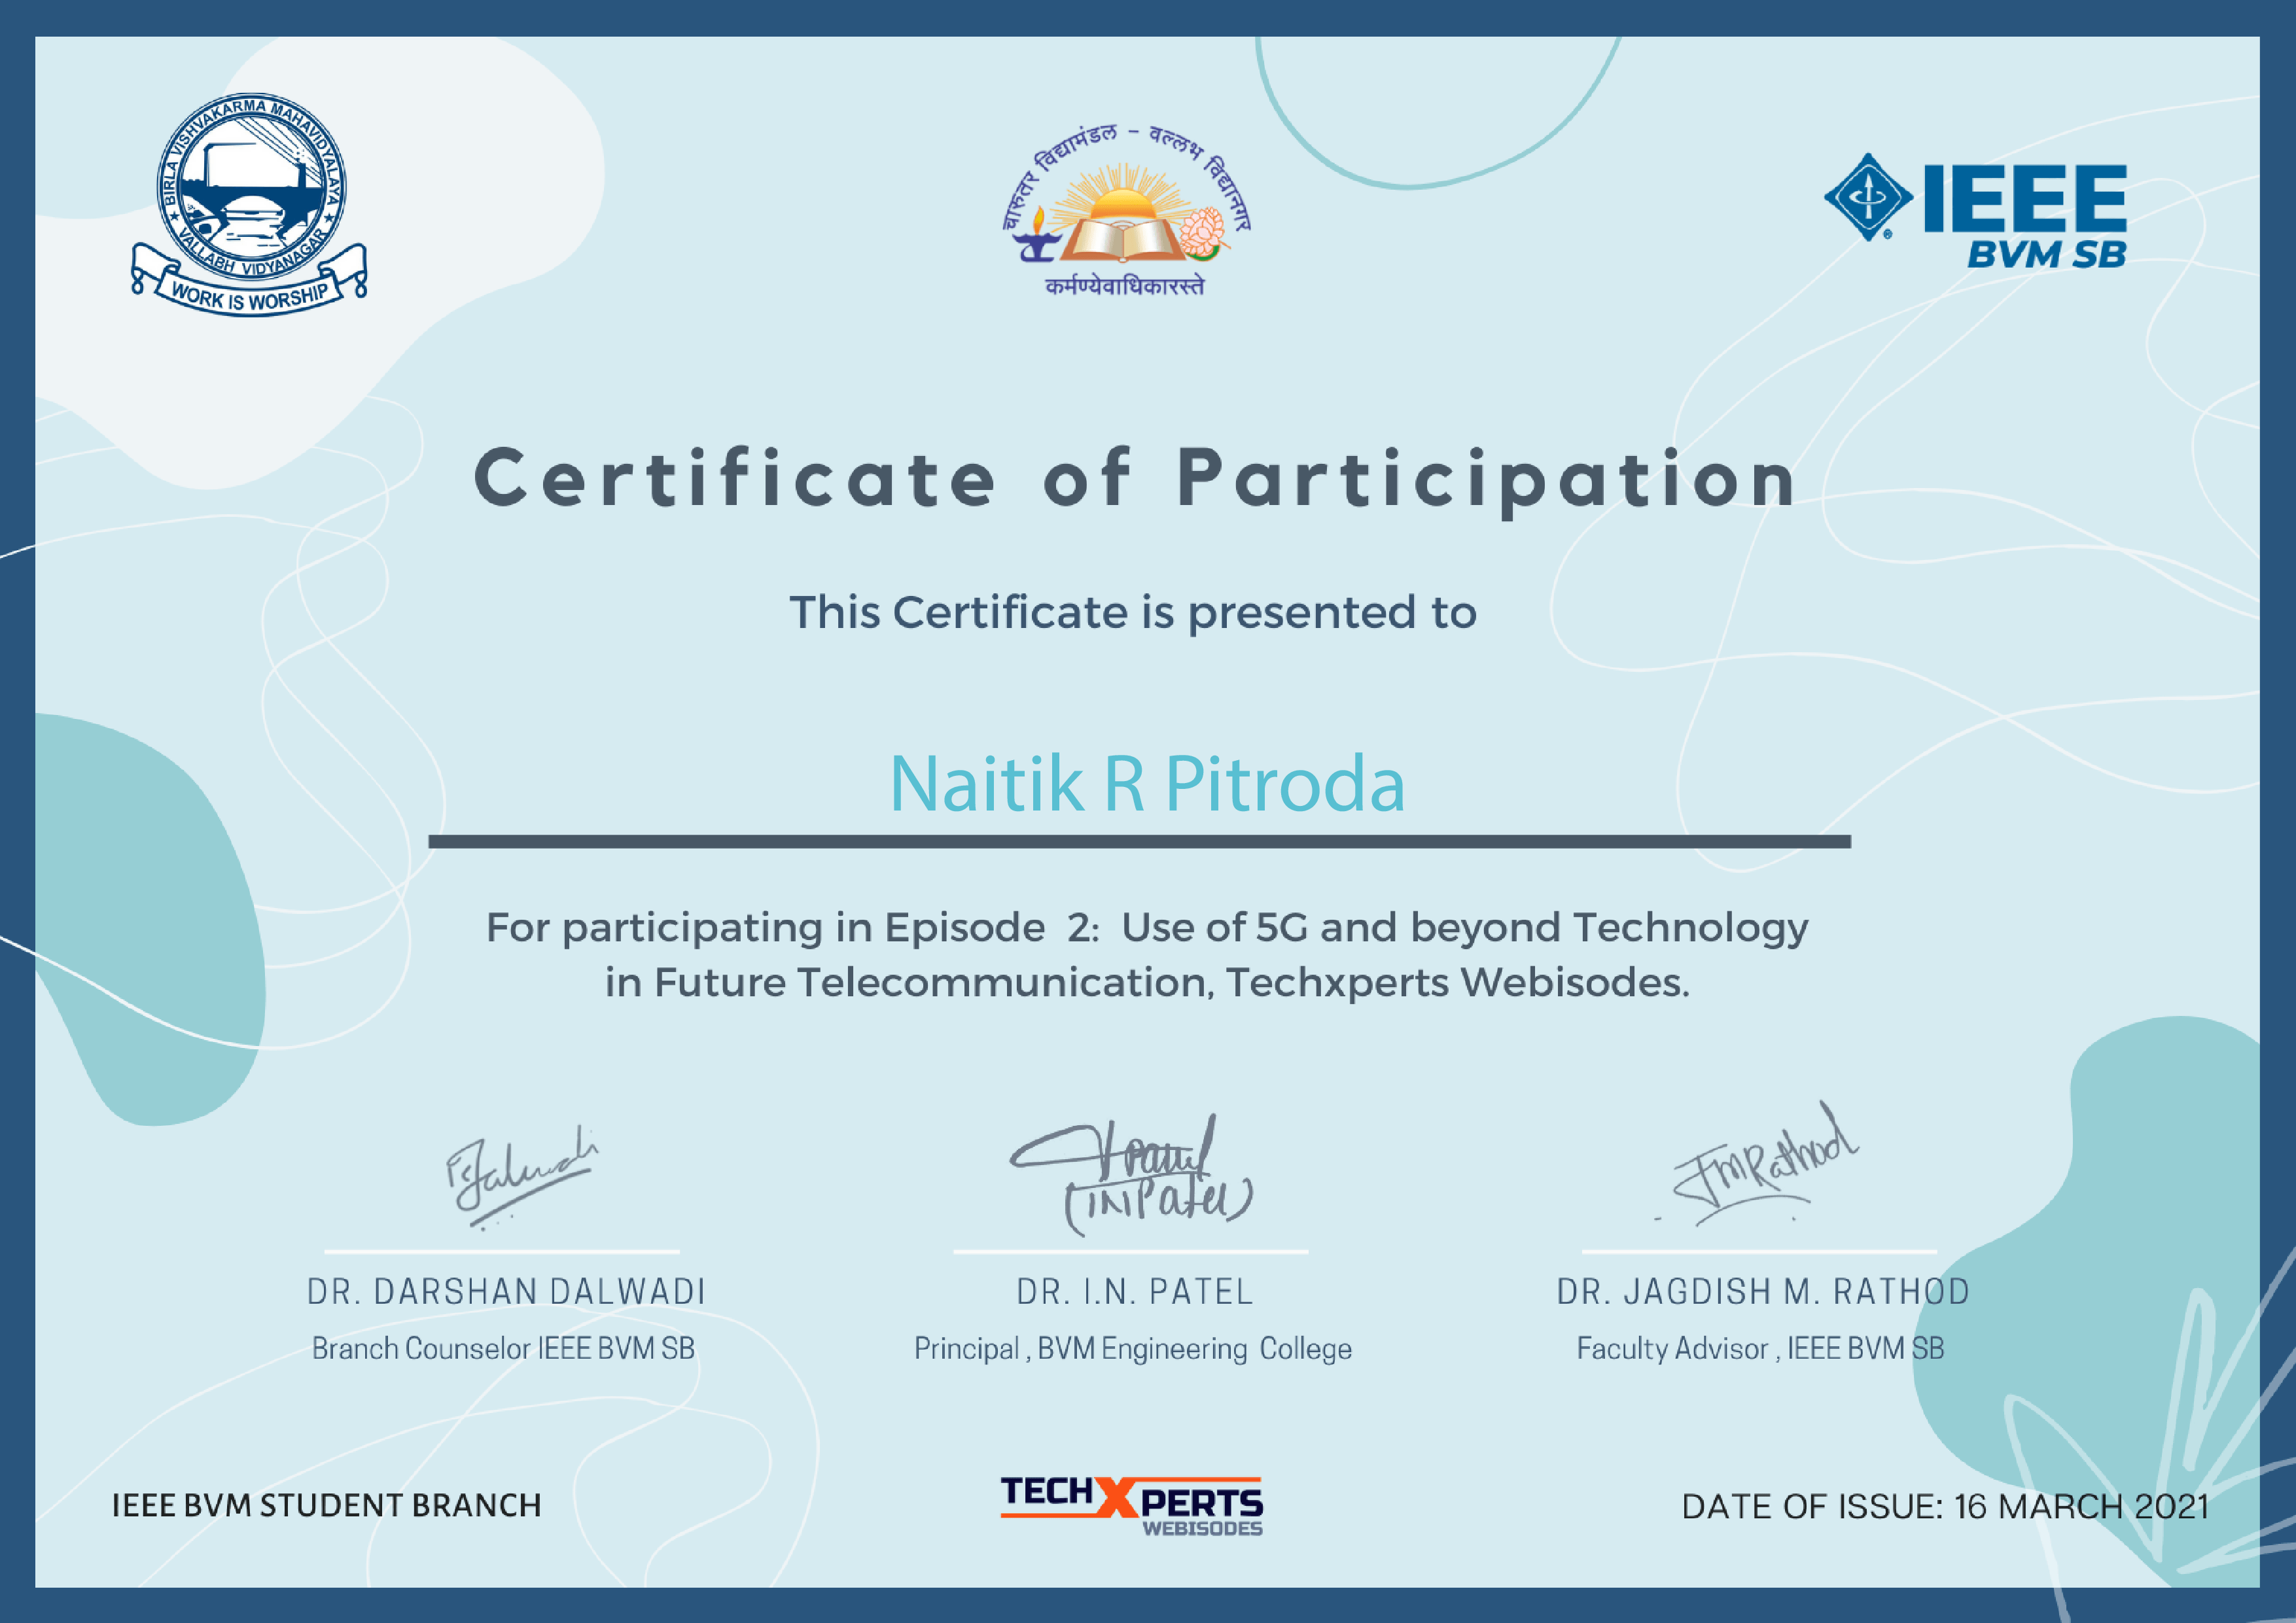 BIRLA VISHVAKARMA MAHAVIDYALAYA
★ VALLABH VIDYANAGAR ★
WORK IS WORSHIP
चारुतर विद्यामंडल - वल्लभ विद्यानगर
कर्मण्येवाधिकारस्ते
IEEE
BVM SB
Certificate of Participation
This Certificate is presented to
Naitik R Pitroda
For participating in Episode 2: Use of 5G and beyond Technology
in Future Telecommunication, Techxperts Webisodes.
(INPatel)
JMRathod
DR. DARSHAN DALWADI
Branch Counselor IEEE BVM SB
DR. I.N. PATEL
Principal , BVM Engineering College
DR. JAGDISH M. RATHOD
Faculty Advisor , IEEE BVM SB
IEEE BVM STUDENT BRANCH
TECHXPERTS
WEBISODES
DATE OF ISSUE: 16 MARCH 2021